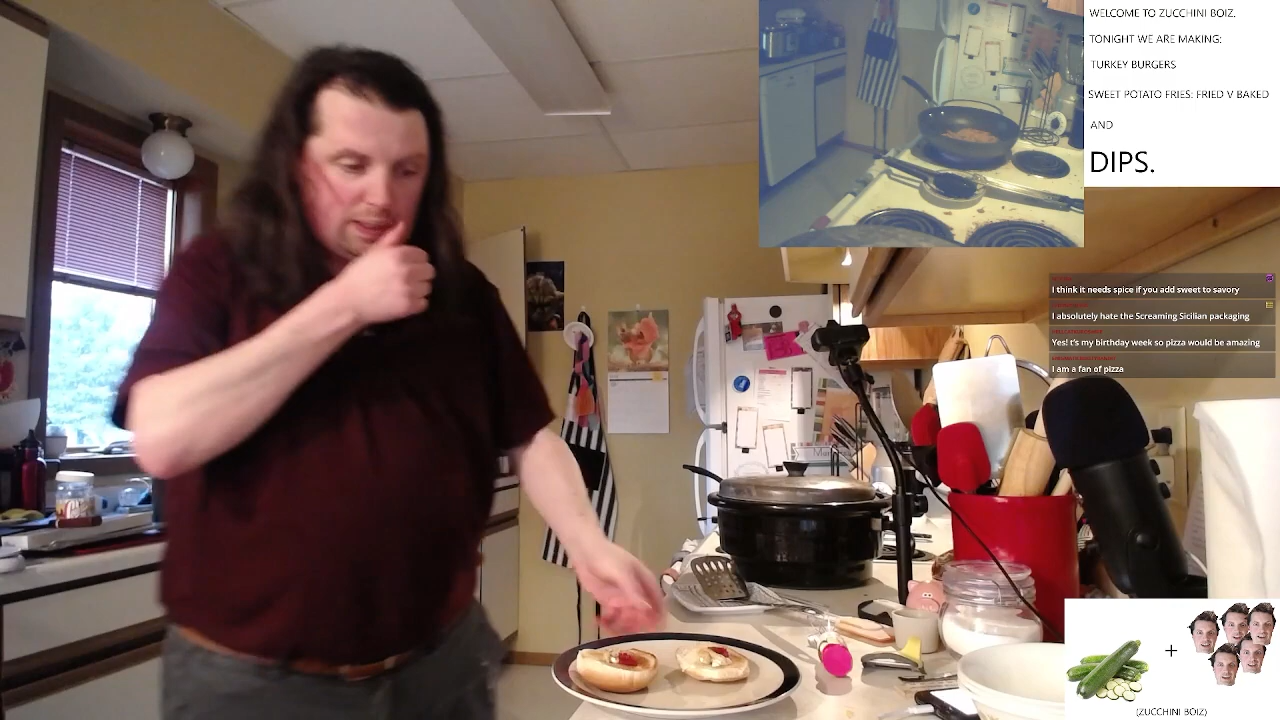 WELCOME TO ZUCCHINI BOIZ.
TONIGHT WE ARE MAKING:
TURKEY BURGERS
SWEET POTATO FRIES: FRIED V BAKED
AND
DIPS.
I think it needs spice if you add sweet to savory
I absolutely hate the Screaming Sicilian packaging
Yes! it's my birthday week so pizza would be amazing
I am a fan of pizza
+
(ZUCCHINI BOIZ)